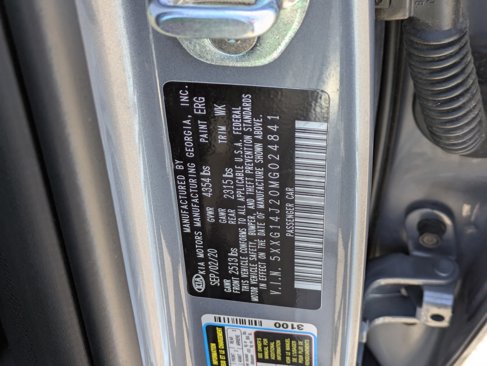 MANUFACTURED BY
KIA KIA MOTORS MANUFACTURING GEORGIA, INC.
SEP/02/20 GVWR 4354 lbs PAINT ERG
GAWR FRONT 2513 lbs GAWR REAR 2315 lbs TRIM WK
THIS VEHICLE CONFORMS TO ALL APPLICABLE U.S.A. FEDERAL
MOTOR VEHICLE SAFETY, BUMPER, AND THEFT PREVENTION STANDARDS
IN EFFECT ON THE DATE OF MANUFACTURE SHOWN ABOVE.
V.I.N. 5XXG14J20MG024841
PASSENGER CAR
3100